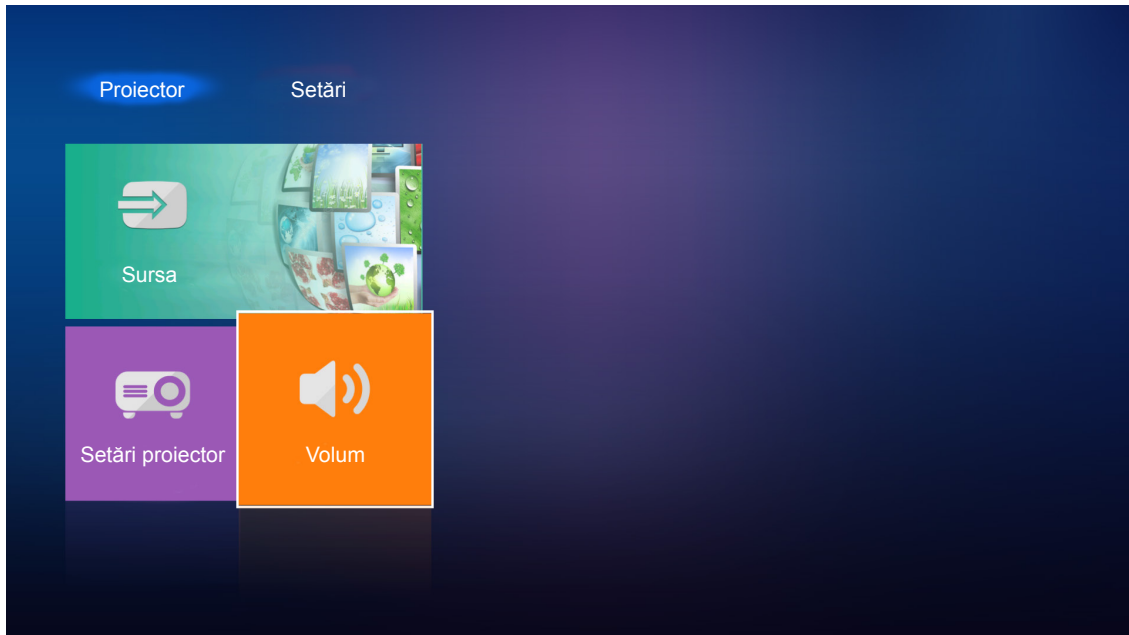 Proiector
Setări
Sursa
Setări proiector
Volum